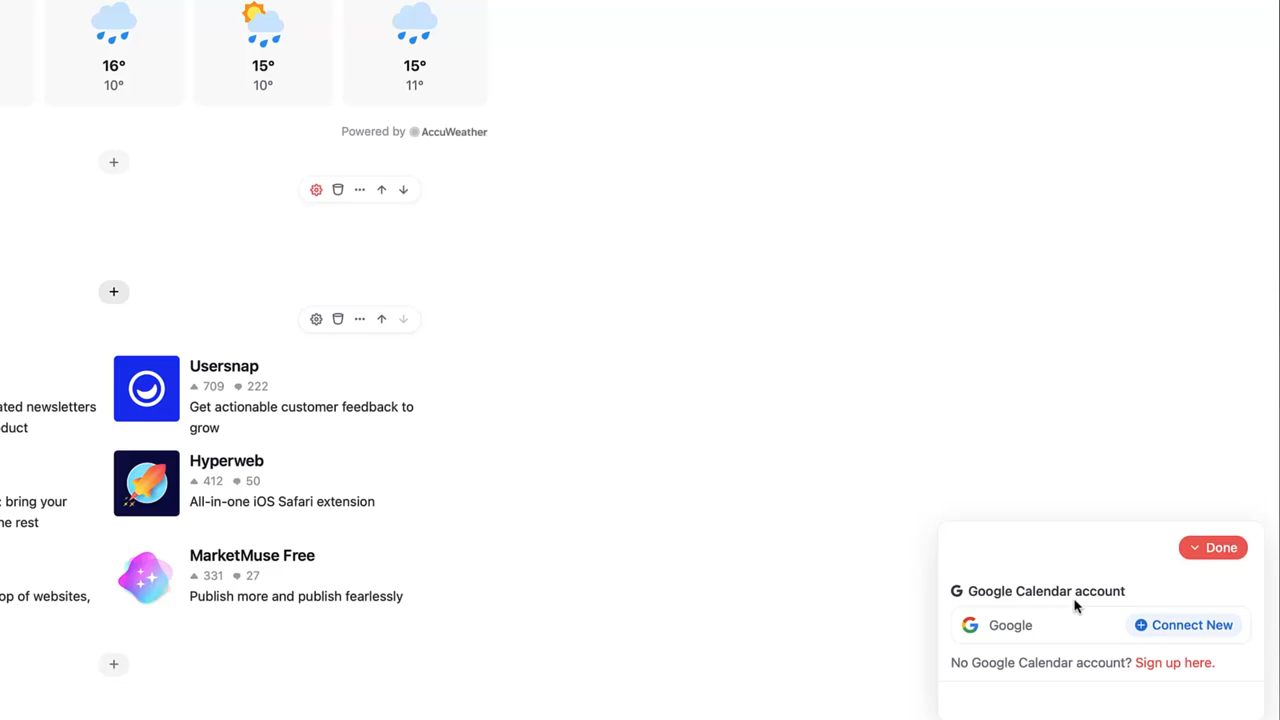 16° 15° 15°
10° 10° 11°
Powered by AccuWeather
Usersnap
709 222
ated newsletters
Get actionable customer feedback to
duct
grow
Hyperweb
412 50
: bring your
All-in-one iOS Safari extension
ne rest
MarketMuse Free
331 27
op of websites,
Publish more and publish fearlessly
Done
Google Calendar account
Google
Connect New
No Google Calendar account? Sign up here.